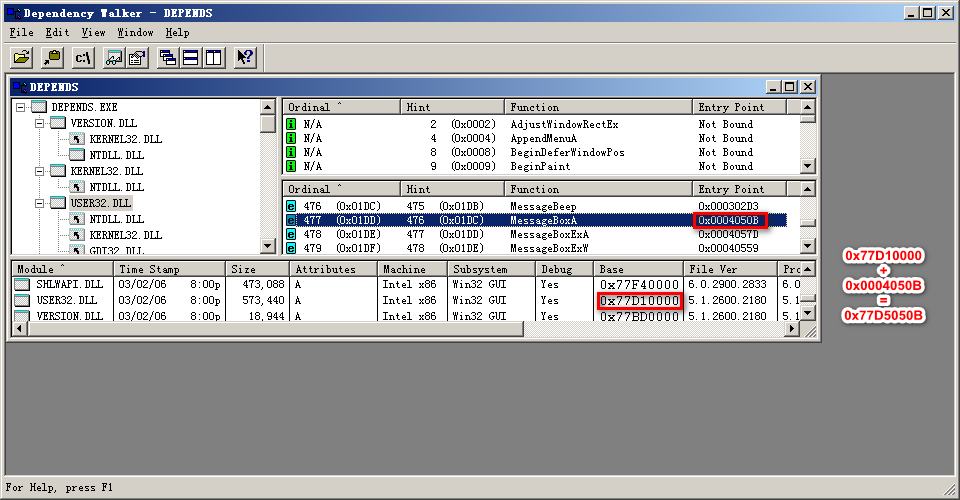 Dependency Walker - DEPENDS
File Edit View Window Help
c:\
DEPENDS
DEPENDS.EXE
VERSION.DLL
KERNEL32.DLL
NTDLL.DLL
KERNEL32.DLL
NTDLL.DLL
USER32.DLL
NTDLL.DLL
KERNEL32.DLL
GDI32.DLL
Ordinal ^ Hint Function Entry Point
N/A 2 (0x0002) AdjustWindowRectEx Not Bound
N/A 4 (0x0004) AppendMenuA Not Bound
N/A 8 (0x0008) BeginDeferWindowPos Not Bound
N/A 9 (0x0009) BeginPaint Not Bound
Ordinal ^ Hint Function Entry Point
476 (0x01DC) 475 (0x01DB) MessageBeep 0x000302D3
477 (0x01DD) 476 (0x01DC) MessageBoxA 0x0004050B
478 (0x01DE) 477 (0x01DD) MessageBoxExA 0x0004057D
479 (0x01DF) 478 (0x01DE) MessageBoxExW 0x00040559
Module ^ Time Stamp Size Attributes Machine Subsystem Debug Base File Ver Pro
SHLWAPI.DLL 03/02/06 8:00p 473,088 A Intel x86 Win32 GUI Yes 0x77F40000 6.0.2900.2833 6.0
USER32.DLL 03/02/06 8:00p 573,440 A Intel x86 Win32 GUI Yes 0x77D10000 5.1.2600.2180 5.1
VERSION.DLL 03/02/06 8:00p 18,944 A Intel x86 Win32 GUI Yes 0x77BD0000 5.1.2600.2180 5.1
0x77D10000
+
0x0004050B
=
0x77D5050B
For Help, press F1